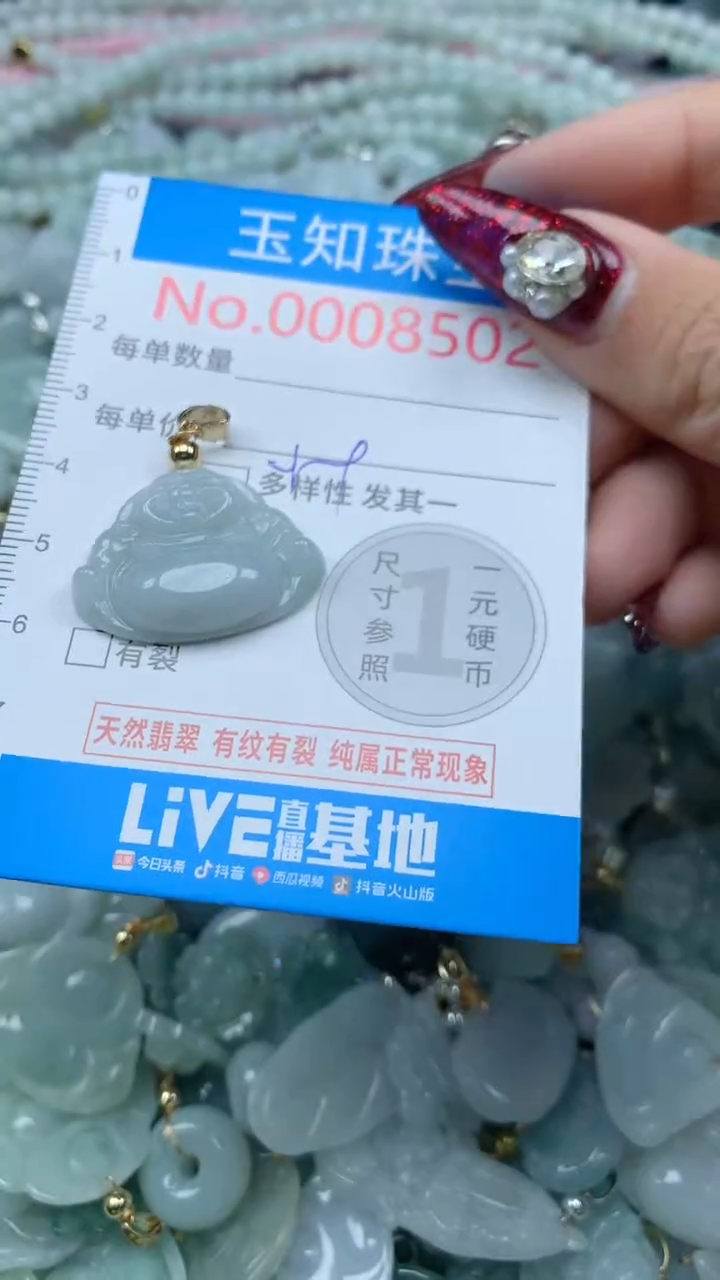 0
1
2
3
4
5
6
玉知珠
No.0008502
每单数量
每单价
多样性 发其一
有裂
尺寸参照
1
一元硬币
天然翡翠 有纹有裂 纯属正常现象
LiVE直播基地
头条 今日头条 抖音 西瓜视频 抖音火山版